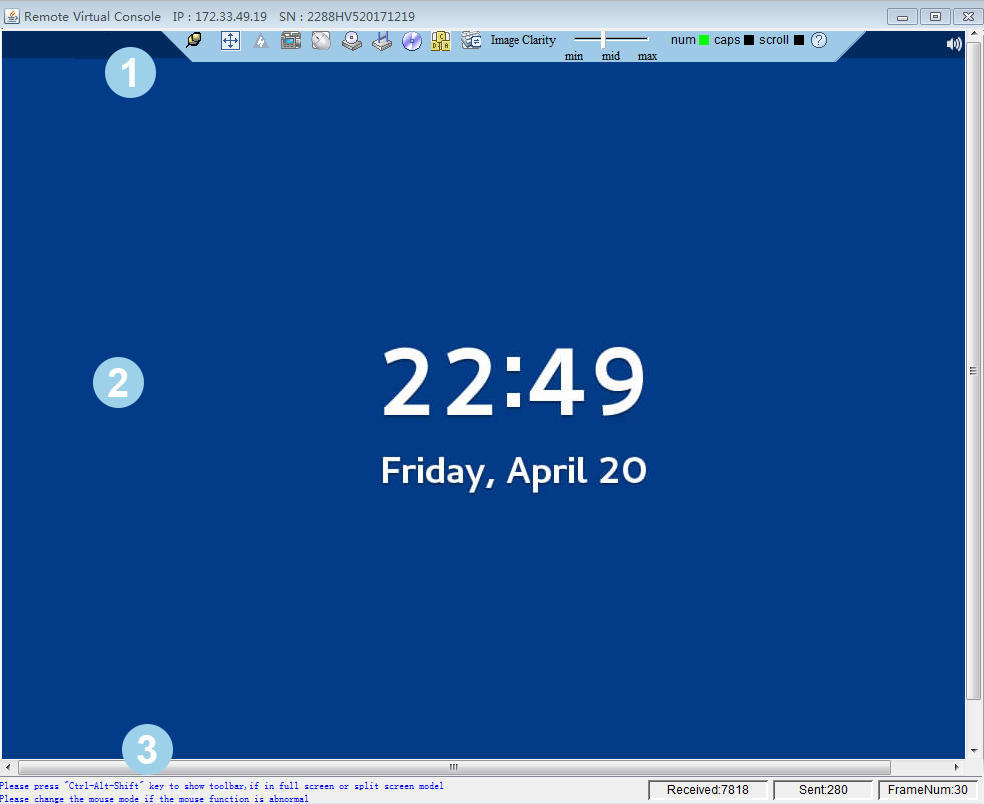 Remote Virtual Console IP : 172.33.49.19 SN : 2288HV520171219
Image Clarity
min mid max
num caps scroll ?
1
2
22:49
Friday, April 20
3
Please press "Ctrl-Alt-Shift" key to show toolbar,if in full screen or split screen model
Please change the mouse mode if the mouse function is abnormal
Received:7818 Sent:280 FrameNum:30